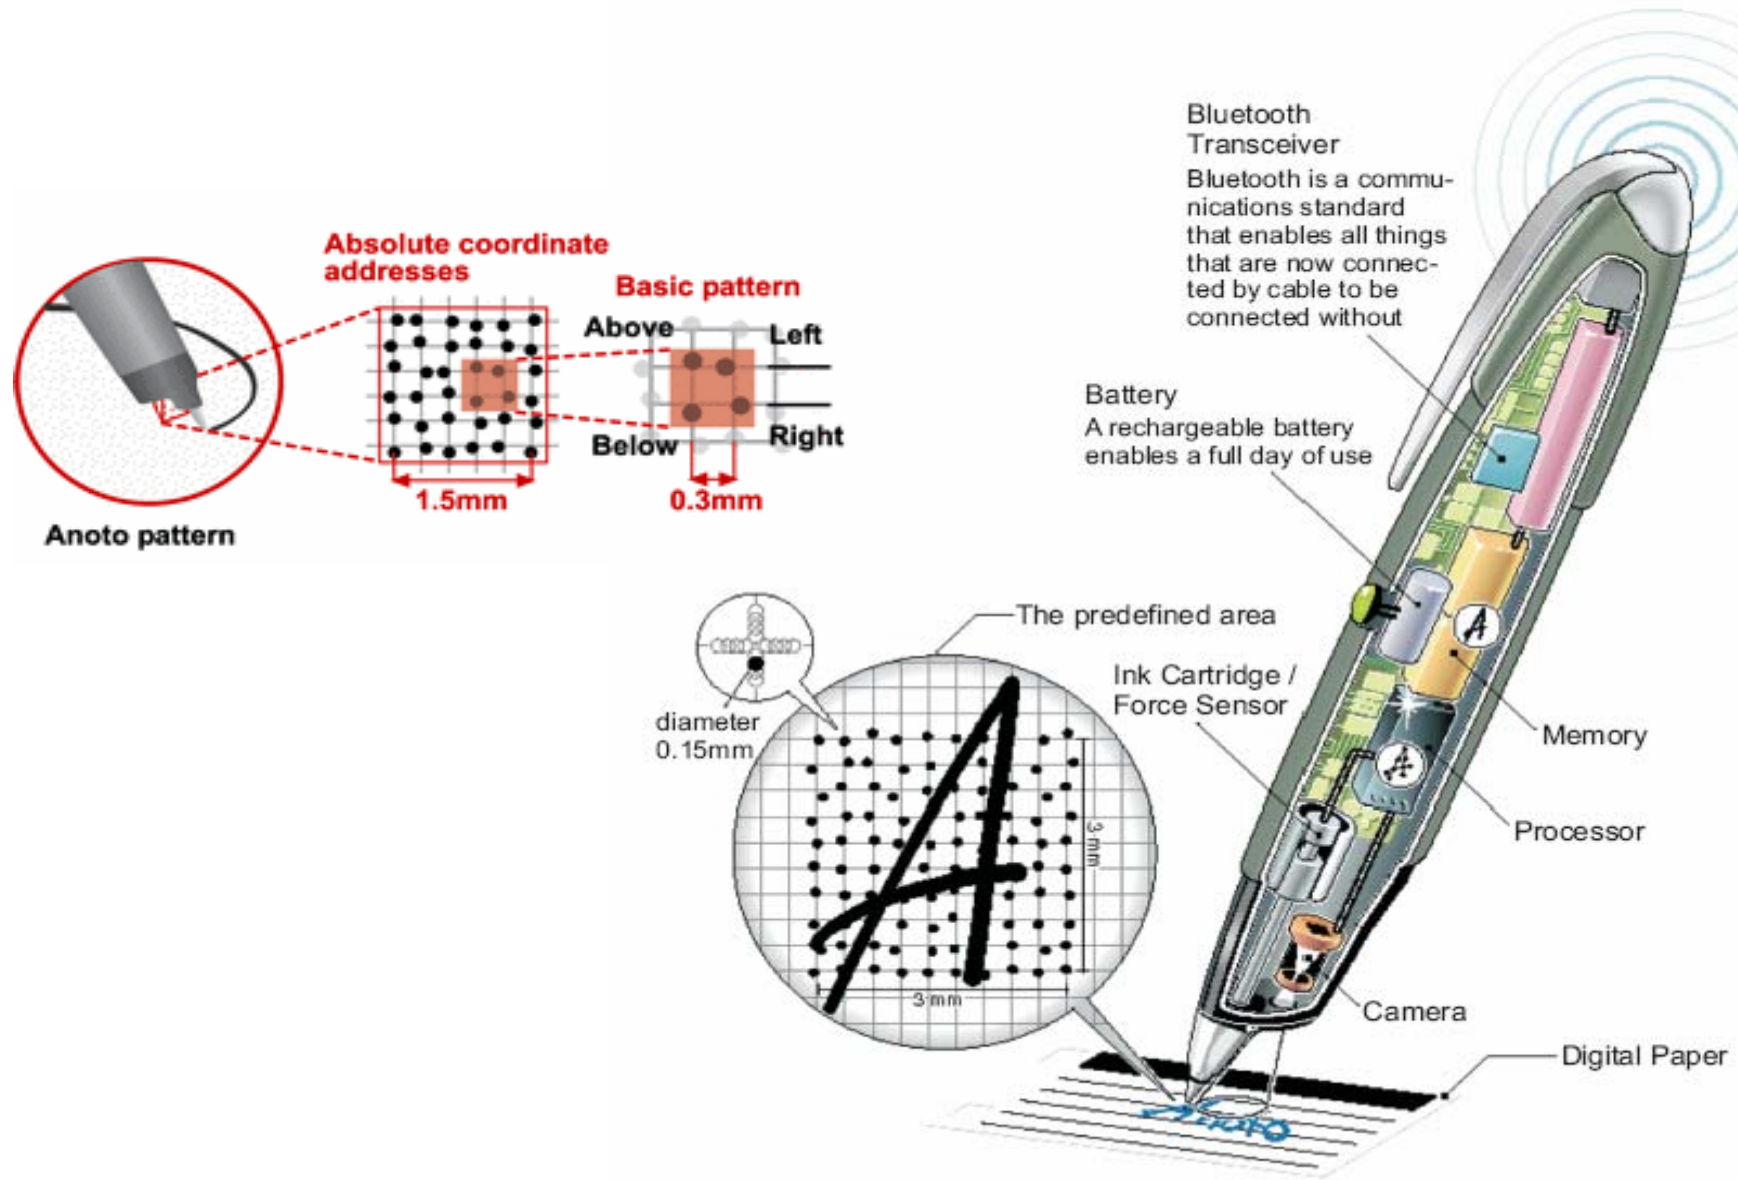 Absolute coordinate
addresses
Basic pattern
Above
Left
Below
Right
1.5mm
0.3mm
Anoto pattern
Bluetooth
Transceiver
Bluetooth is a commu-
nications standard
that enables all things
that are now connec-
ted by cable to be
connected without
Battery
A rechargeable battery
enables a full day of use
The predefined area
Ink Cartridge /
Force Sensor
diameter
0.15mm
A
A
Memory
Processor
3 mm
A
3 mm
Camera
Digital Paper
Anoto